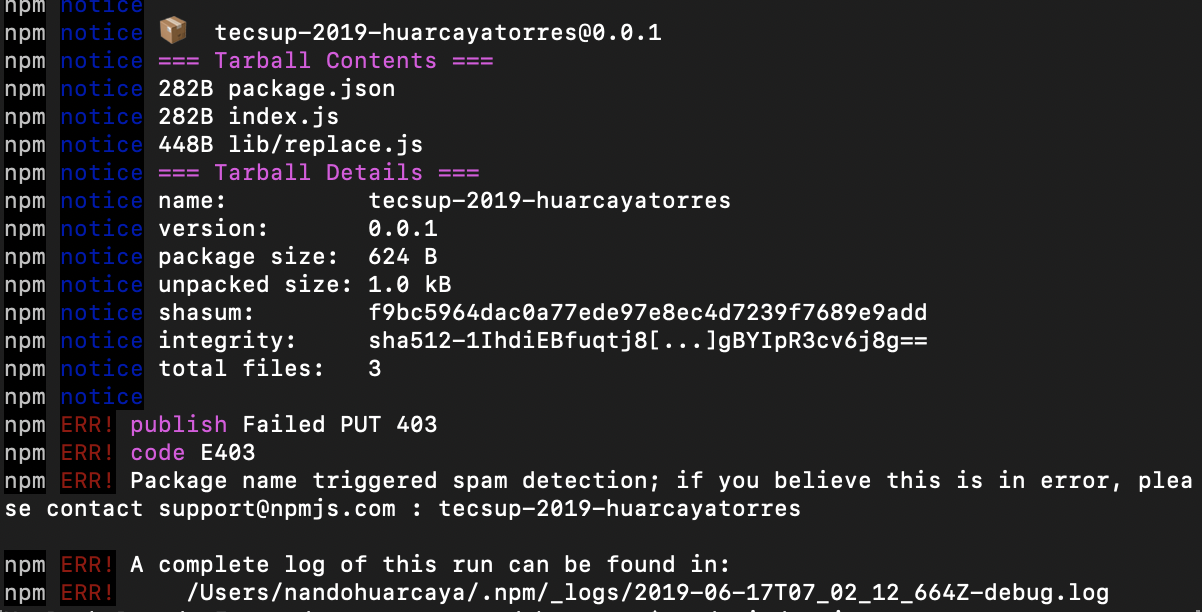 npm notice
npm notice 📦  tecsup-2019-huarcayatorres@0.0.1
npm notice === Tarball Contents ===
npm notice 282B package.json
npm notice 282B index.js
npm notice 448B lib/replace.js
npm notice === Tarball Details ===
npm notice name:          tecsup-2019-huarcayatorres
npm notice version:       0.0.1
npm notice package size:  624 B
npm notice unpacked size: 1.0 kB
npm notice shasum:        f9bc5964dac0a77ede97e8ec4d7239f7689e9add
npm notice integrity:     sha512-1IhdiEBfuqtj8[...]gBYIpR3cv6j8g==
npm notice total files:   3
npm notice
npm ERR! publish Failed PUT 403
npm ERR! code E403
npm ERR! Package name triggered spam detection; if you believe this is in error, plea
se contact support@npmjs.com : tecsup-2019-huarcayatorres
npm ERR! A complete log of this run can be found in:
npm ERR!     /Users/nandohuarcaya/.npm/_logs/2019-06-17T07_02_12_664Z-debug.log